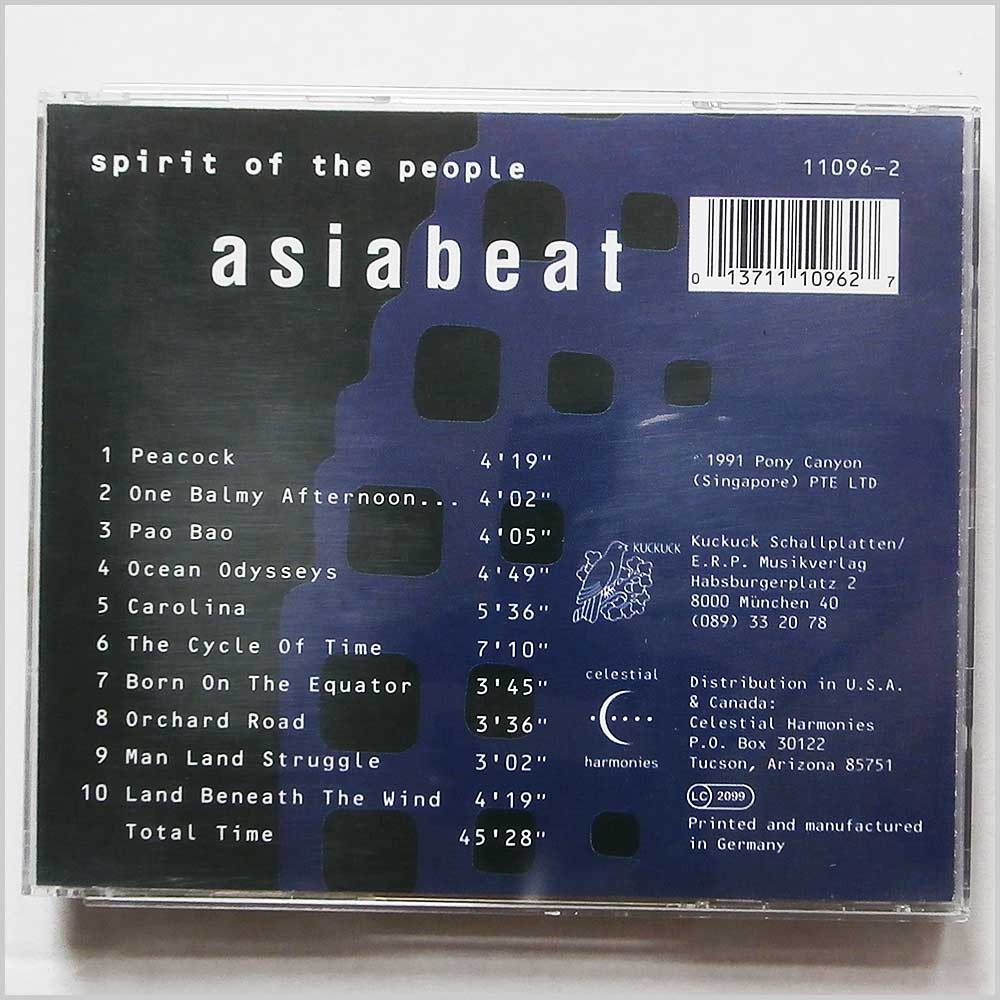 spirit of the people
11096-2
asiabeat
0 13711 10962 7
1 Peacock 4'19"
2 One Balmy Afternoon... 4'02"
3 Pao Bao 4'05"
4 Ocean Odysseys 4'49"
5 Carolina 5'36"
6 The Cycle Of Time 7'10"
7 Born On The Equator 3'45"
8 Orchard Road 3'36"
9 Man Land Struggle 3'02"
10 Land Beneath The Wind 4'19"
Total Time 45'28"
1991 Pony Canyon
(Singapore) PTE LTD
KUCKUCK
Kuckuck Schallplatten/
E.R.P. Musikverlag
Habsburgerplatz 2
8000 München 40
(089) 33 20 78
celestial
harmonies
Distribution in U.S.A.
& Canada:
Celestial Harmonies
P.O. Box 30122
Tucson, Arizona 85751
LC 2099
Printed and manufactured
in Germany